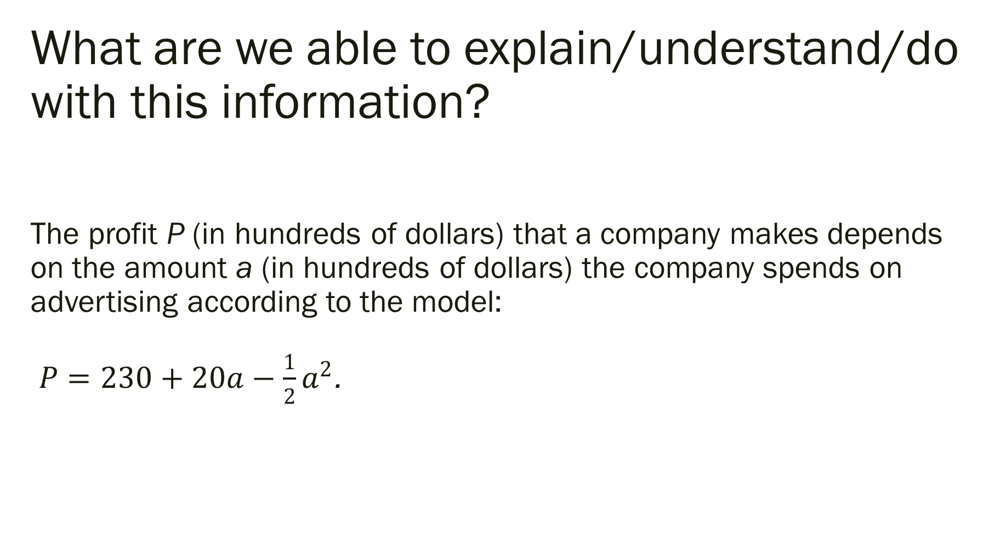 What are we able to explain/understand/do
with this information?
The profit P (in hundreds of dollars) that a company makes depends
on the amount a (in hundreds of dollars) the company spends on
advertising according to the model:
P = 230 + 20a − ½ a².